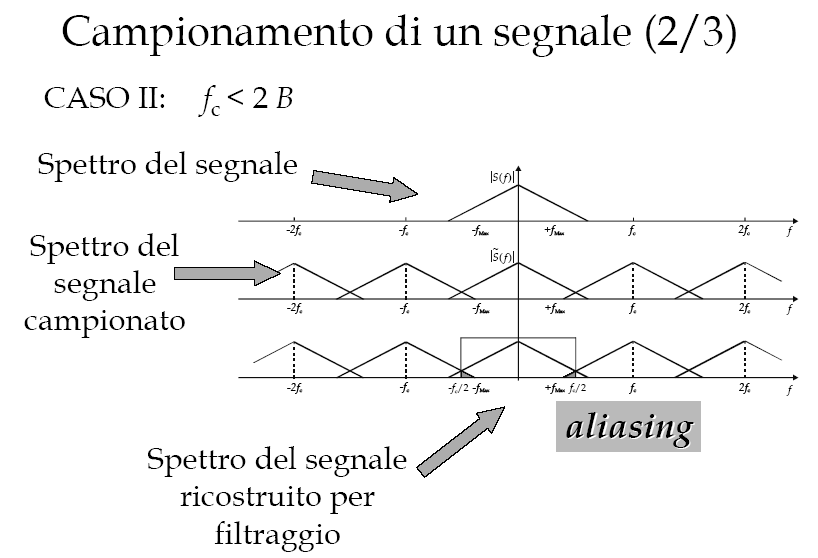 Campionamento di un segnale (2/3)
CASO II: fc < 2 B
Spettro del segnale
|S(f)|
-2fc -fc -fMax +fMax fc 2fc f
Spettro del
segnale
campionato
|S̃(f)|
-2fc -fc -fMax +fMax fc 2fc f
-2fc -fc -fc/2 -fMax +fMax fc/2 fc 2fc f
aliasing
Spettro del segnale
ricostruito per
filtraggio